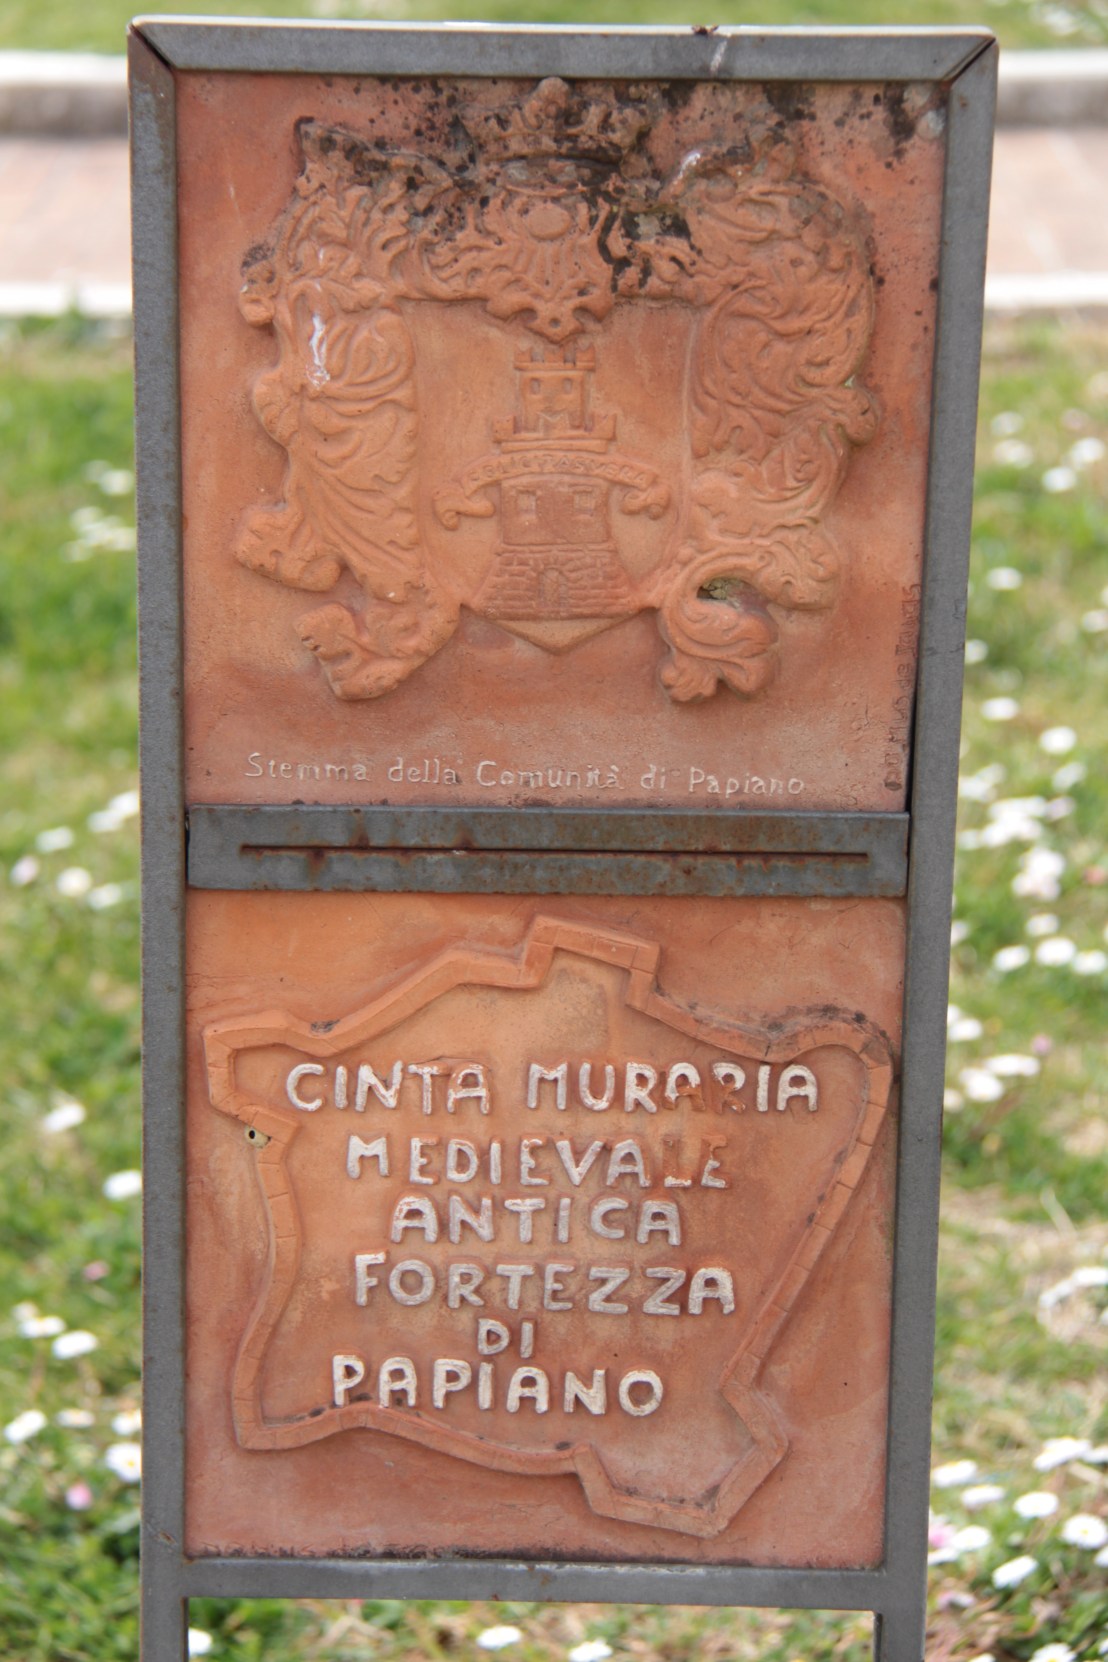 Stemma della Comunità di Papiano
CINTA MURARIA
MEDIEVALE
ANTICA
FORTEZZA
DI
PAPIANO